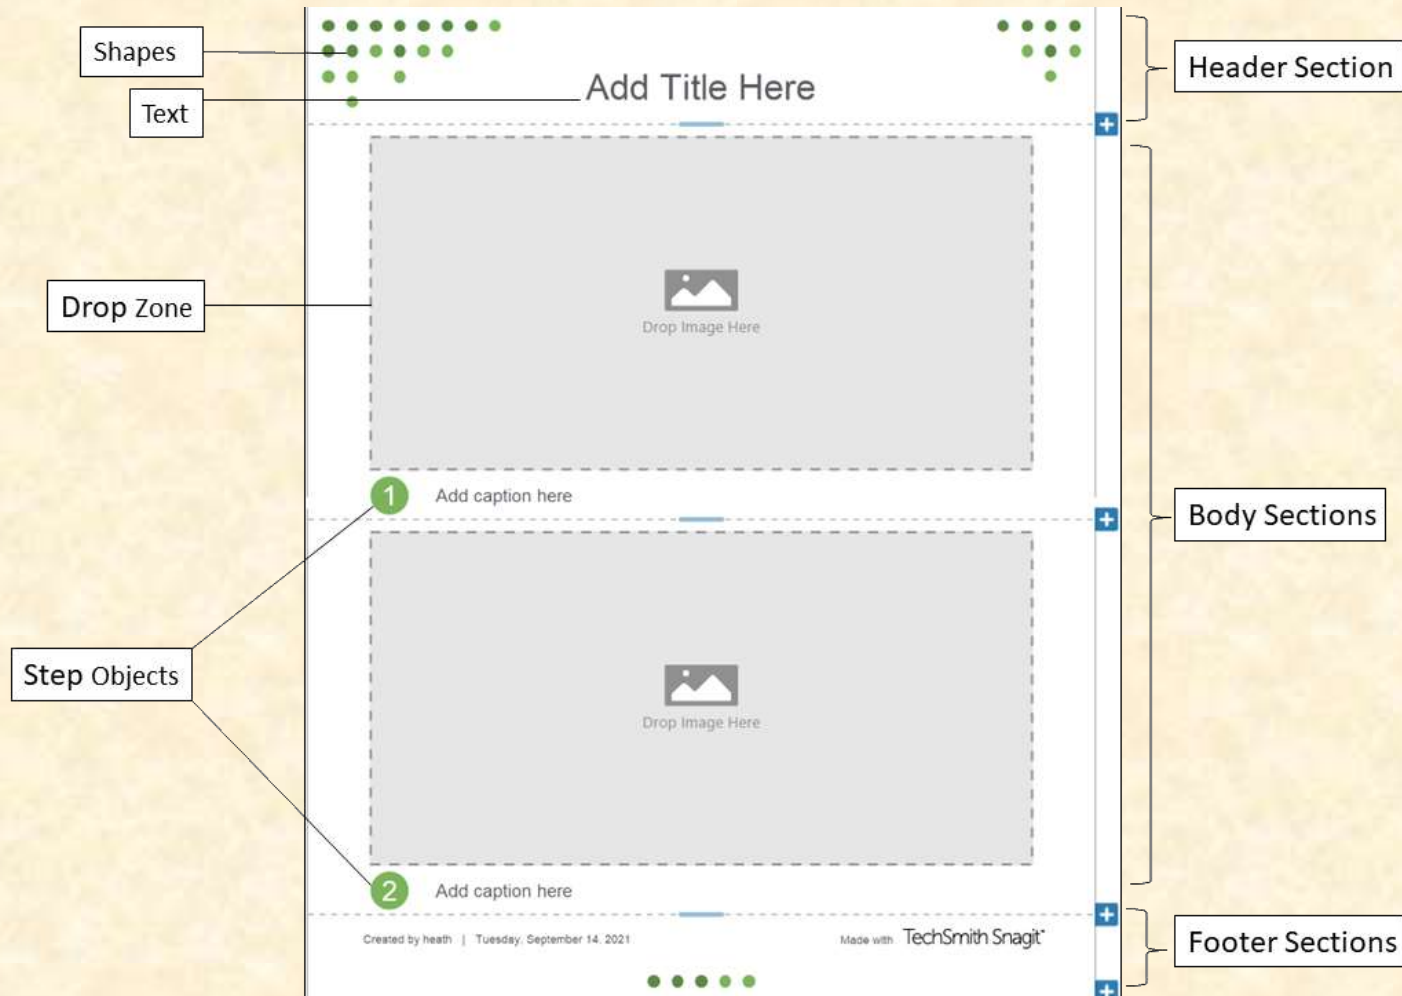 Shapes
Add Title Here
Header Section
Text
Drop Zone
Drop Image Here
1 Add caption here
Body Sections
Step Objects
Drop Image Here
2 Add caption here
Created by heath | Tuesday, September 14, 2021
Made with TechSmith Snagit
Footer Sections